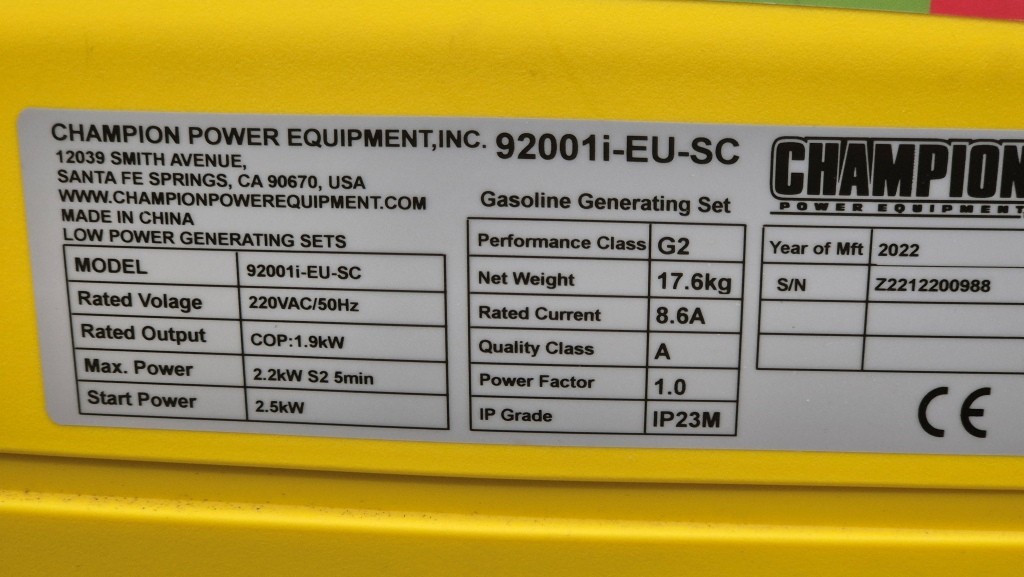 CHAMPION POWER EQUIPMENT,INC.
12039 SMITH AVENUE,
SANTA FE SPRINGS, CA 90670, USA
WWW.CHAMPIONPOWEREQUIPMENT.COM
MADE IN CHINA
LOW POWER GENERATING SETS
MODEL 92001i-EU-SC
Rated Volage 220VAC/50Hz
Rated Output COP:1.9kW
Max. Power 2.2kW S2 5min
Start Power 2.5kW
92001i-EU-SC
Gasoline Generating Set
Performance Class G2
Net Weight 17.6kg
Rated Current 8.6A
Quality Class A
Power Factor 1.0
IP Grade IP23M
CHAMPION
POWER EQUIPMENT
Year of Mft 2022
S/N Z2212200988
CE